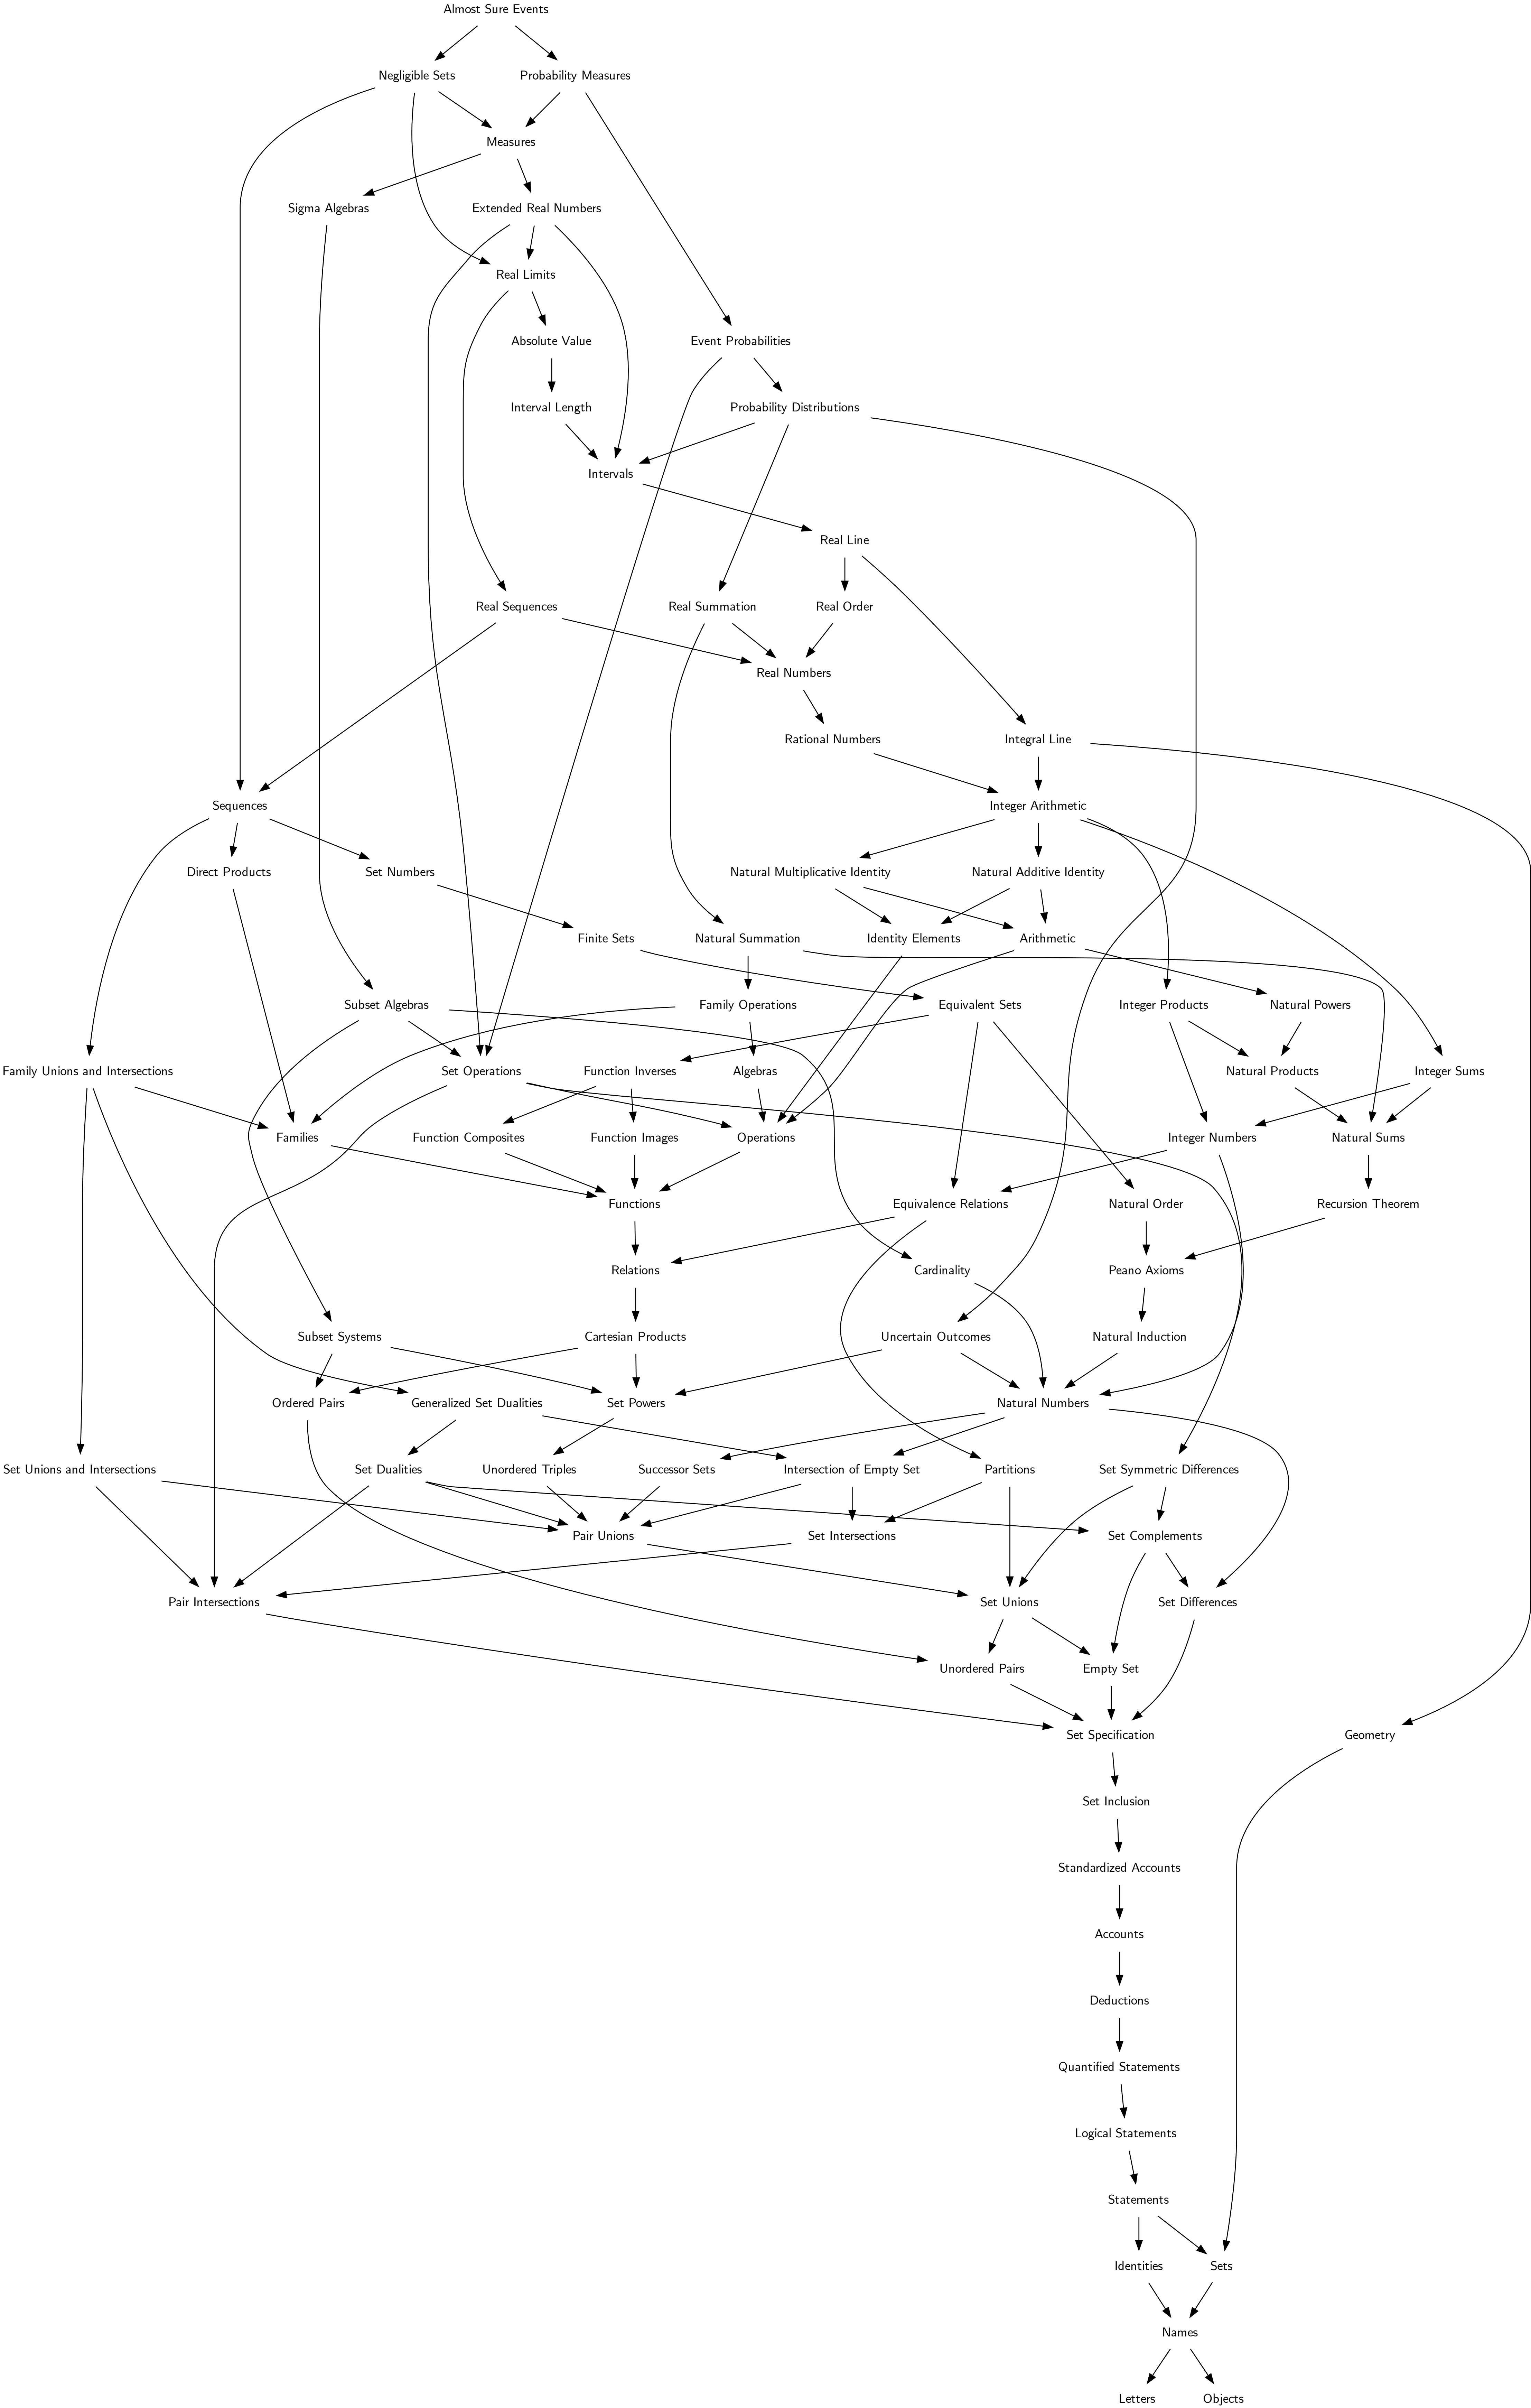 Almost Sure Events
Negligible Sets
Probability Measures
Measures
Sigma Algebras
Extended Real Numbers
Real Limits
Absolute Value
Event Probabilities
Interval Length
Probability Distributions
Intervals
Real Line
Real Sequences
Real Summation
Real Order
Real Numbers
Rational Numbers
Integral Line
Sequences
Integer Arithmetic
Direct Products
Set Numbers
Natural Multiplicative Identity
Natural Additive Identity
Finite Sets
Natural Summation
Identity Elements
Arithmetic
Subset Algebras
Family Operations
Equivalent Sets
Integer Products
Natural Powers
Family Unions and Intersections
Set Operations
Function Inverses
Algebras
Natural Products
Integer Sums
Families
Function Composites
Function Images
Operations
Integer Numbers
Natural Sums
Functions
Equivalence Relations
Natural Order
Recursion Theorem
Relations
Cardinality
Peano Axioms
Subset Systems
Cartesian Products
Uncertain Outcomes
Natural Induction
Ordered Pairs
Generalized Set Dualities
Set Powers
Natural Numbers
Set Unions and Intersections
Set Dualities
Unordered Triples
Successor Sets
Intersection of Empty Set
Partitions
Set Symmetric Differences
Pair Unions
Set Intersections
Set Complements
Pair Intersections
Set Unions
Set Differences
Unordered Pairs
Empty Set
Set Specification
Geometry
Set Inclusion
Standardized Accounts
Accounts
Deductions
Quantified Statements
Logical Statements
Statements
Identities
Sets
Names
Letters
Objects